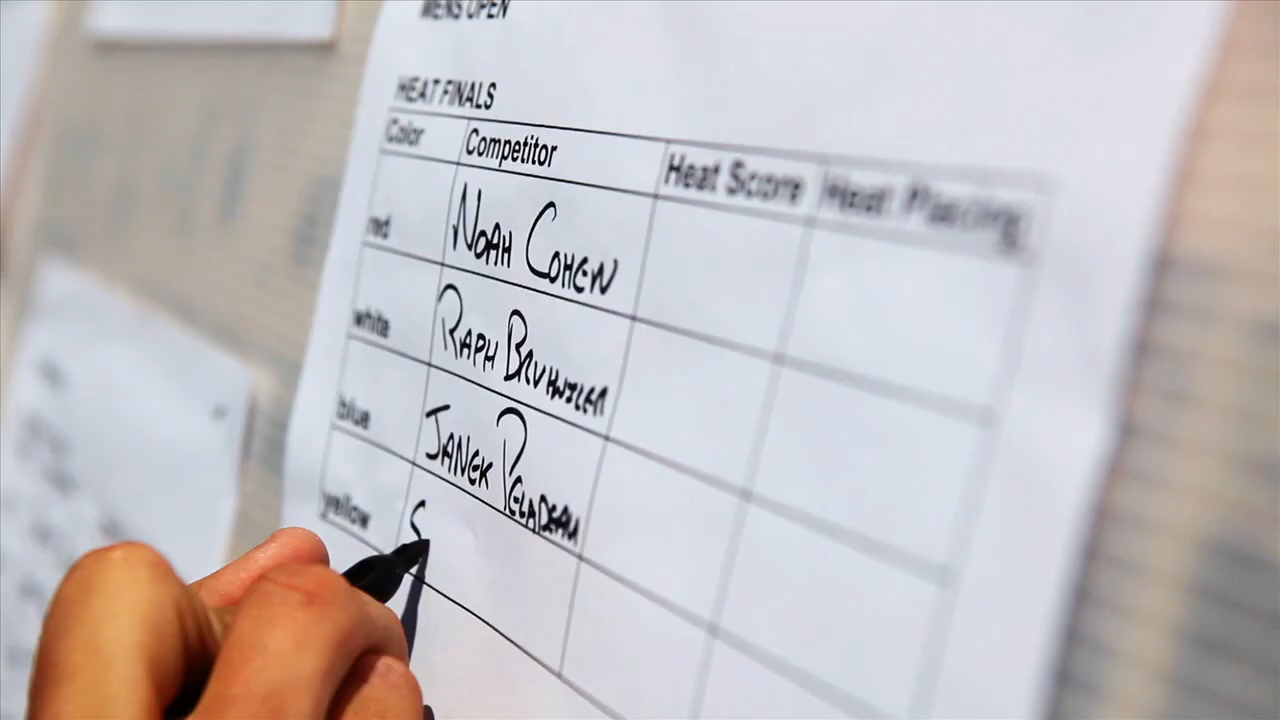 MENS OPEN
HEAT FINALS
Color Competitor Heat Score Heat Placing
red NOAH COHEN
white RAPH BRUHWILER
blue JANEK PELADEAU
yellow S